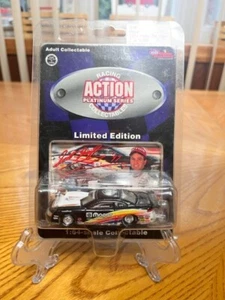 Adult Collectable
RACING
ACTION
PLATINUM SERIES
COLLECTABLES
Limited Edition
1:64 Scale Collectable